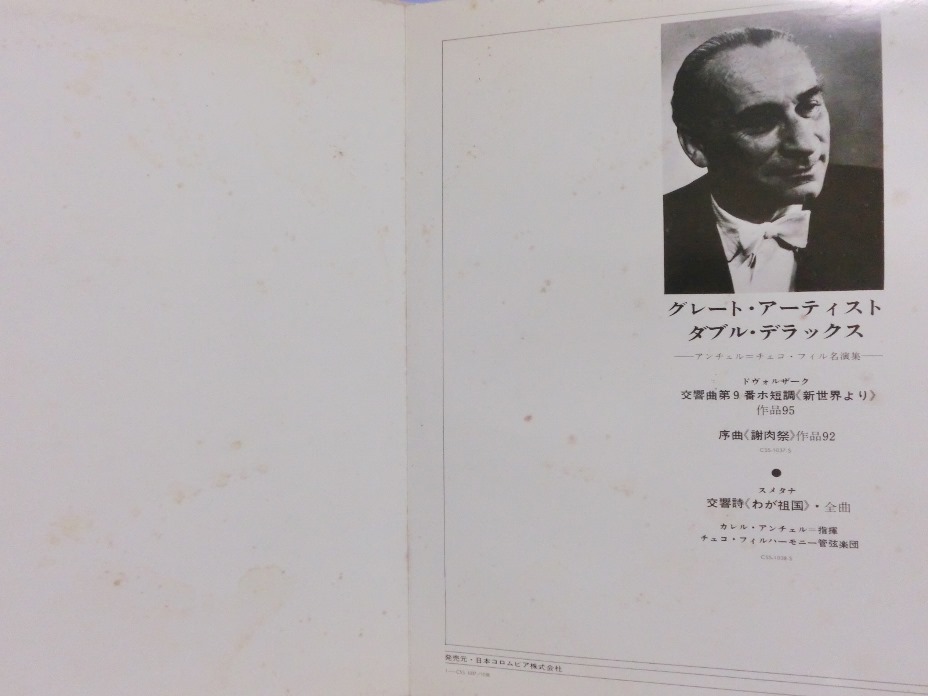 グレート・アーティスト
ダブル・デラックス
──アンチェル＝チェコ・フィル名演集──
ドヴォルザーク
交響曲第9番ホ短調《新世界より》
作品95
序曲《謝肉祭》作品92
CSS-1037-S
●
スメタナ
交響詩《わが祖国》・全曲
カレル・アンチェル＝指揮
チェコ・フィルハーモニー管弦楽団
CSS-1038-S
発売元・日本コロムビア株式会社